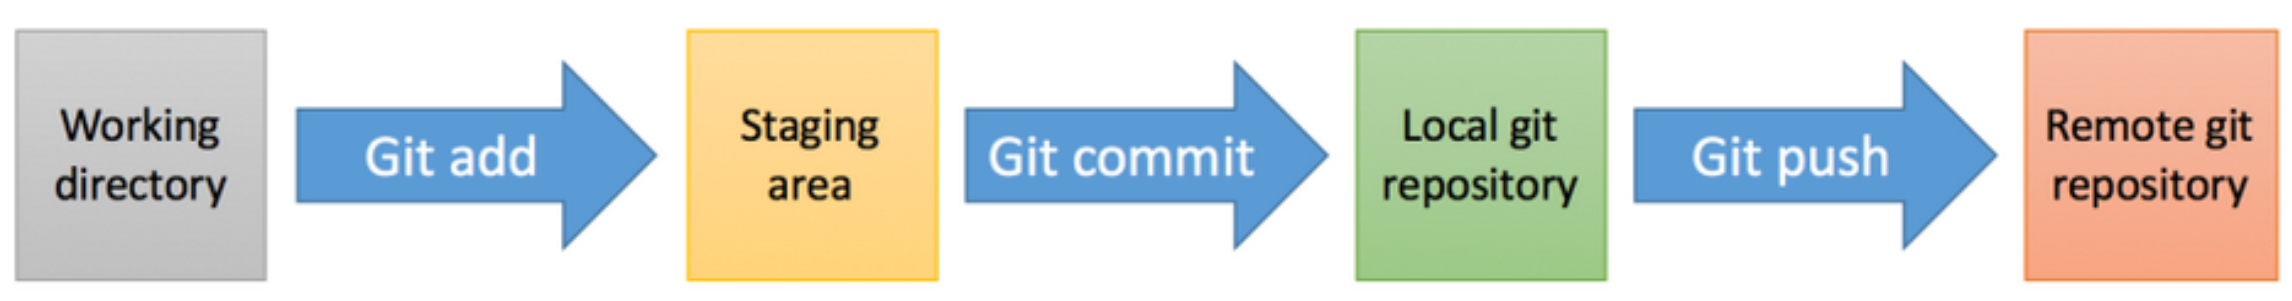 Working
directory
Git add
Staging
area
Git commit
Local git
repository
Git push
Remote git
repository